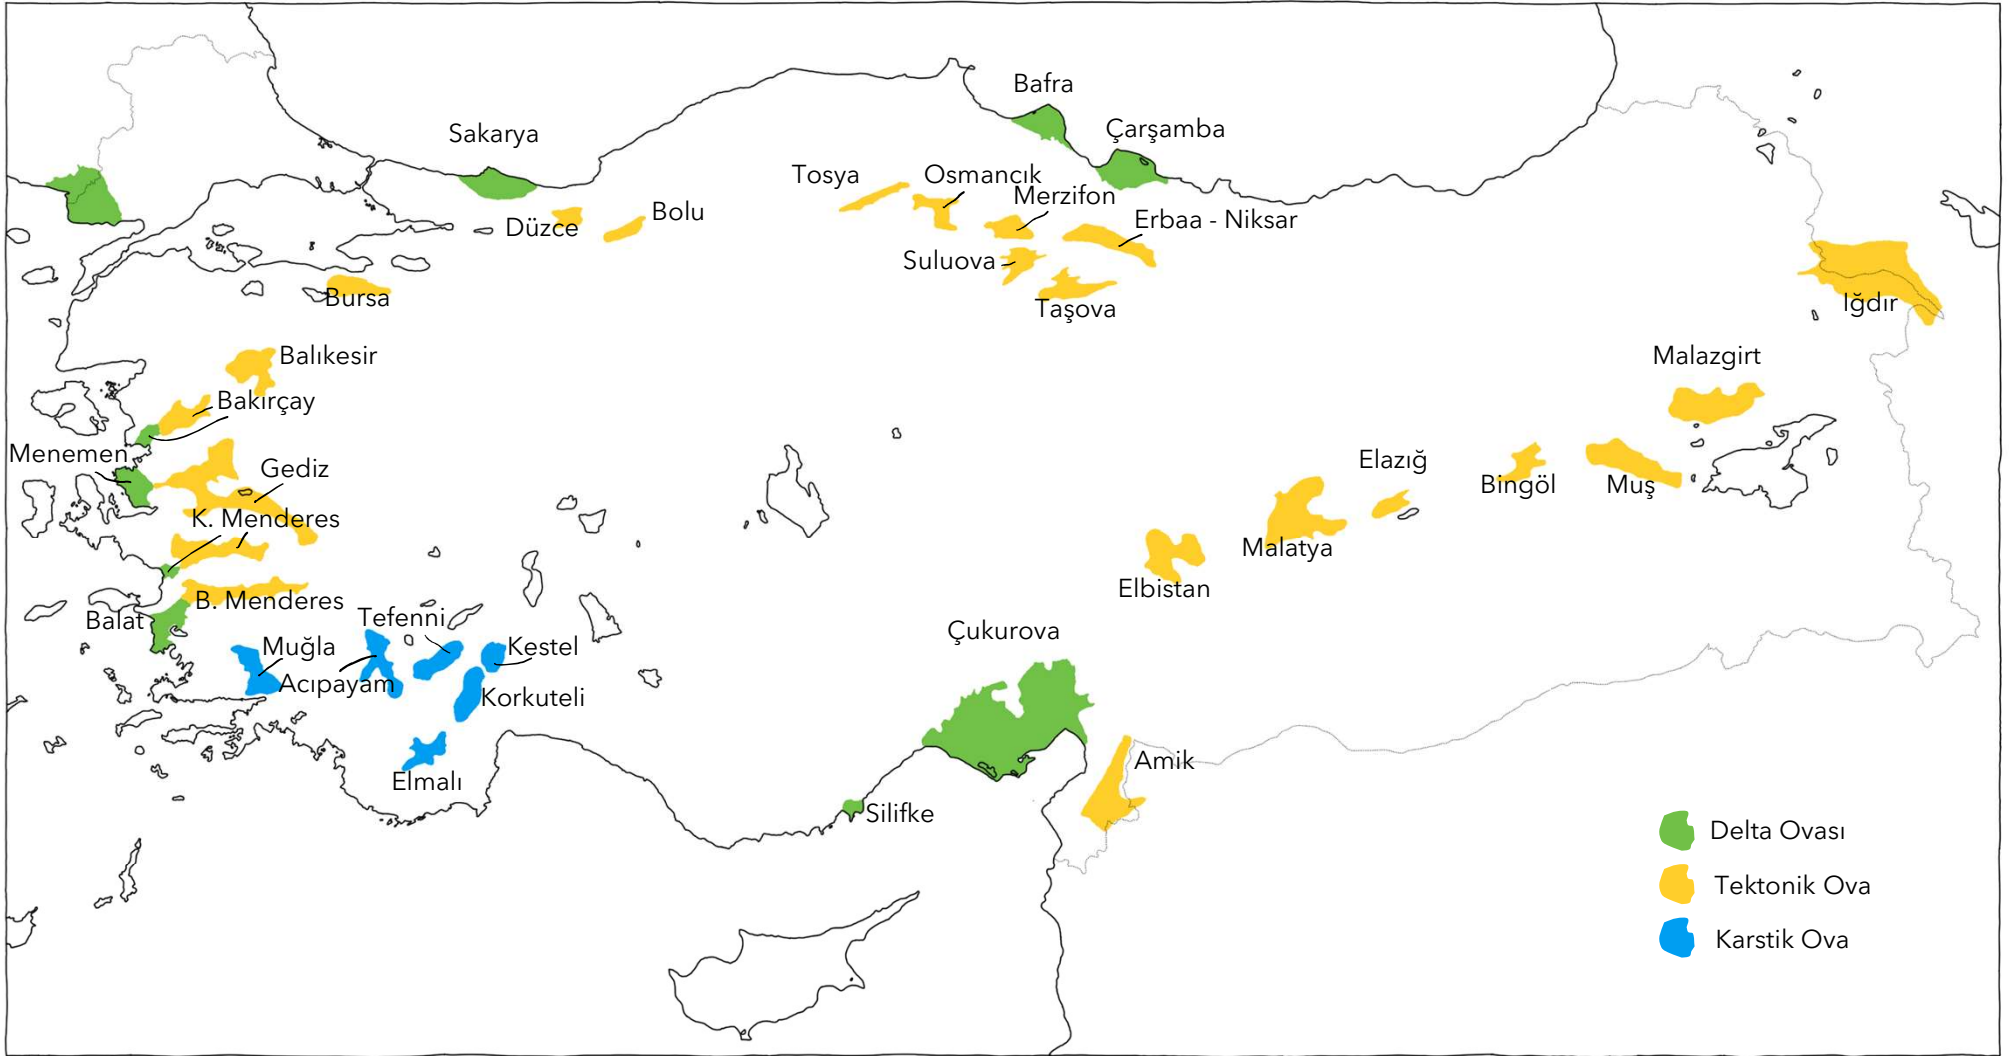 Bafra
Çarşamba
Sakarya
Tosya
Osmancık
Merzifon
Erbaa - Niksar
Bolu
Düzce
Suluova
Taşova
Bursa
Iğdır
Balıkesir
Malazgirt
Bakırçay
Menemen
Gediz
Elazığ
Bingöl
Muş
K. Menderes
Malatya
Elbistan
B. Menderes
Balat
Tefenni
Çukurova
Muğla
Kestel
Acıpayam
Korkuteli
Amik
Elmalı
Silifke
Delta Ovası
Tektonik Ova
Karstik Ova